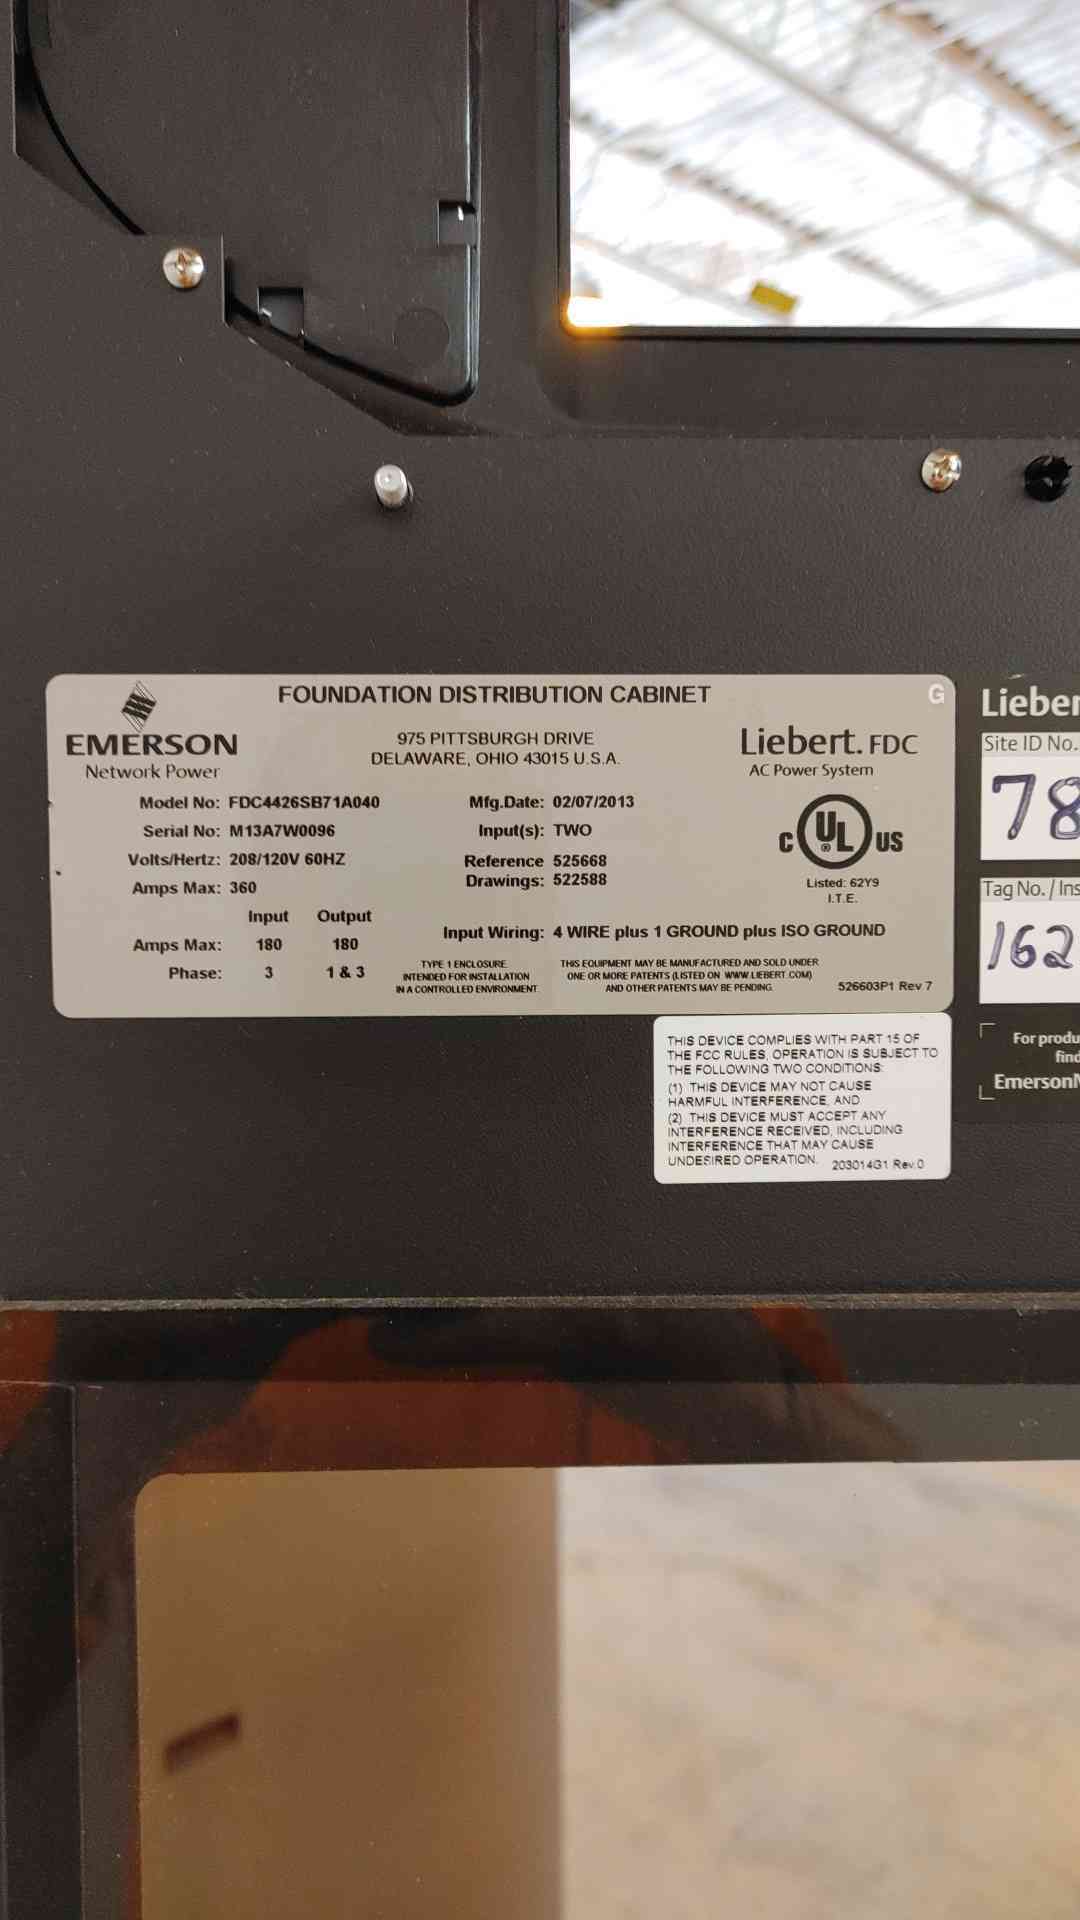 FOUNDATION DISTRIBUTION CABINET
G
EMERSON
Network Power
975 PITTSBURGH DRIVE
DELAWARE, OHIO 43015 U.S.A.
Liebert. FDC
AC Power System
Model No: FDC4426SB71A040
Serial No: M13A7W0096
Volts/Hertz: 208/120V 60HZ
Amps Max: 360
Input Output
Amps Max: 180 180
Phase: 3 1 & 3
Mfg.Date: 02/07/2013
Input(s): TWO
Reference 525668
Drawings: 522588
C UL US
Listed: 62Y9
I.T.E.
Input Wiring: 4 WIRE plus 1 GROUND plus ISO GROUND
TYPE 1 ENCLOSURE
INTENDED FOR INSTALLATION
IN A CONTROLLED ENVIRONMENT.
THIS EQUIPMENT MAY BE MANUFACTURED AND SOLD UNDER
ONE OR MORE PATENTS (LISTED ON WWW.LIEBERT.COM)
AND OTHER PATENTS MAY BE PENDING.
526603P1 Rev 7
THIS DEVICE COMPLIES WITH PART 15 OF
THE FCC RULES, OPERATION IS SUBJECT TO
THE FOLLOWING TWO CONDITIONS:
(1) THIS DEVICE MAY NOT CAUSE
HARMFUL INTERFERENCE, AND
(2) THIS DEVICE MUST ACCEPT ANY
INTERFERENCE RECEIVED, INCLUDING
INTERFERENCE THAT MAY CAUSE
UNDESIRED OPERATION.
203014G1 Rev.0
Lieber
Site ID No.
78
Tag No. / Ins
162
For produ
find
EmersonN